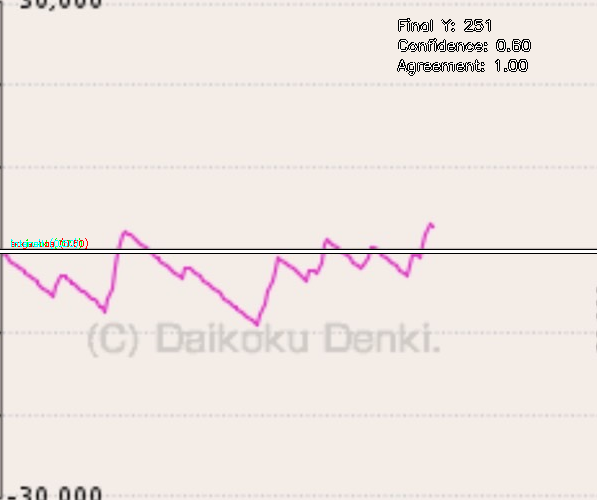 30,000
Final Y: 251
Confidence: 0.60
Agreement: 1.00
(C) Daikoku Denki.
-30,000